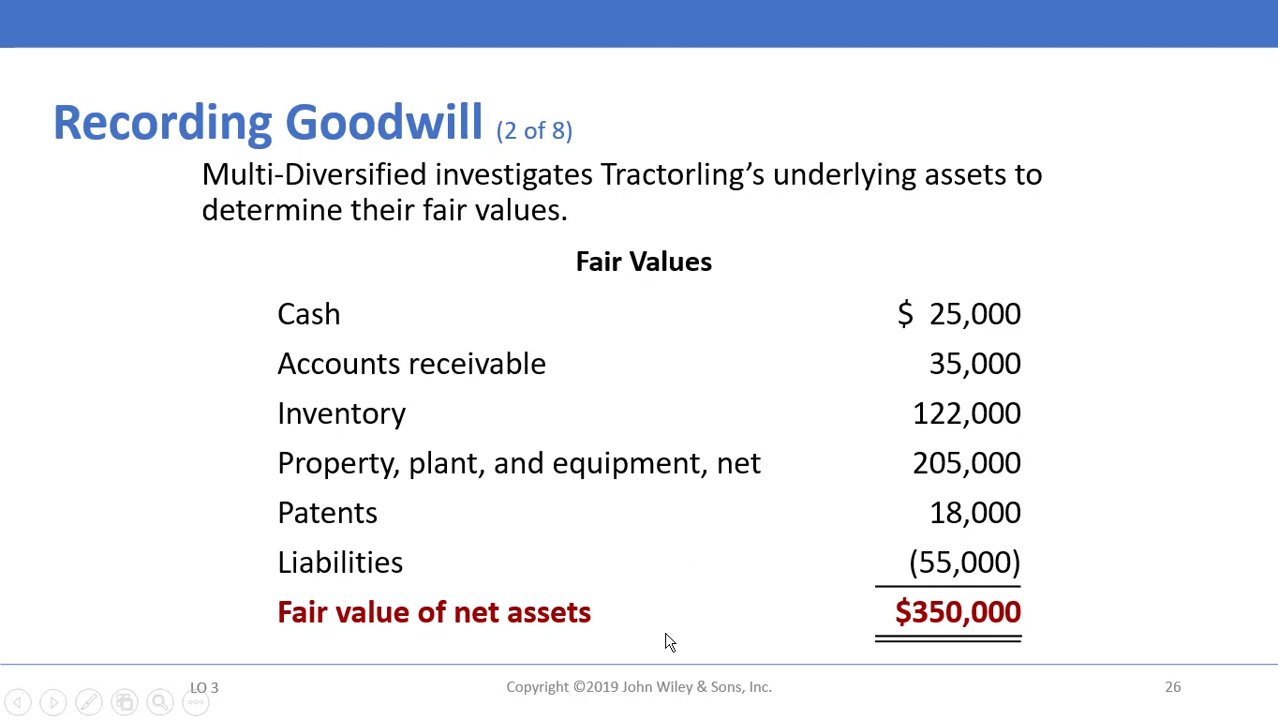 Recording Goodwill (2 of 8)
Multi-Diversified investigates Tractorling’s underlying assets to
determine their fair values.
Fair Values
Cash $ 25,000
Accounts receivable 35,000
Inventory 122,000
Property, plant, and equipment, net 205,000
Patents 18,000
Liabilities (55,000)
Fair value of net assets $350,000
LO 3 Copyright ©2019 John Wiley & Sons, Inc. 26